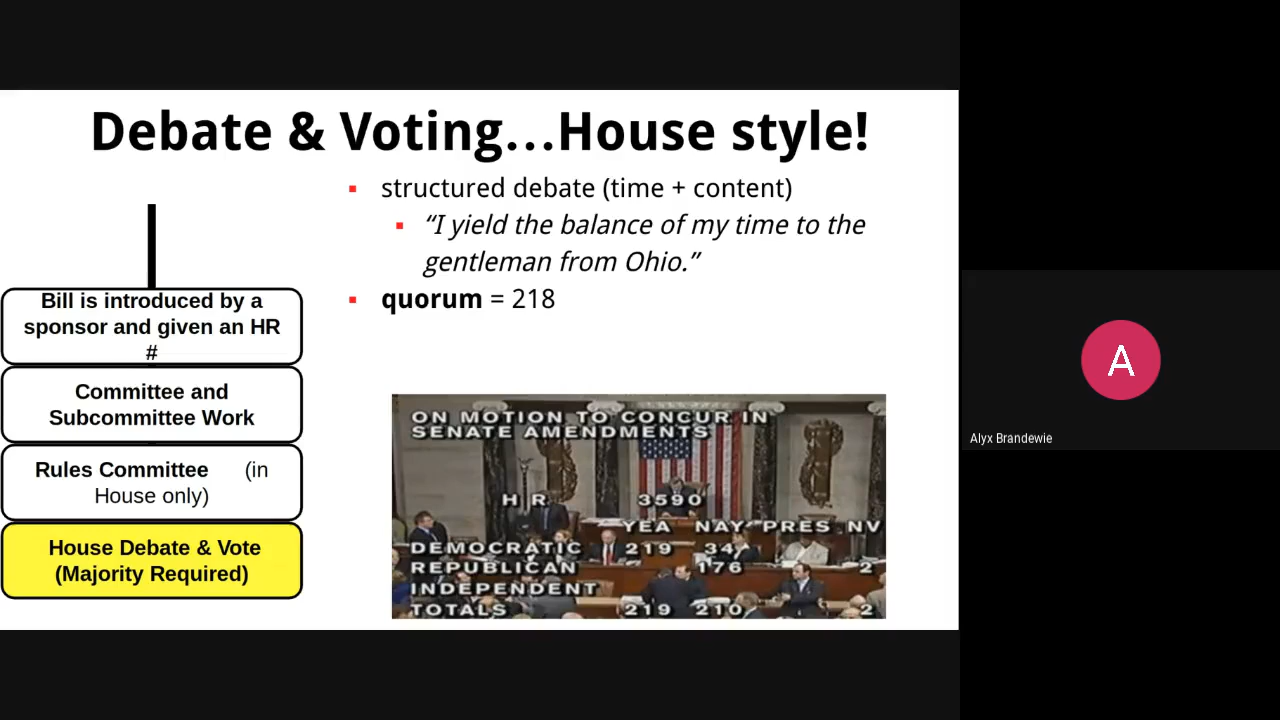 Debate & Voting...House style!
▪ structured debate (time + content)
▪ “I yield the balance of my time to the
gentleman from Ohio.”
▪ quorum = 218
Bill is introduced by a
sponsor and given an HR
#
Committee and
Subcommittee Work
Rules Committee (in
House only)
House Debate & Vote
(Majority Required)
ON MOTION TO CONCUR IN
SENATE AMENDMENTS
H R 3590
YEA NAY PRES NV
DEMOCRATIC 219 34
REPUBLICAN 176 2
INDEPENDENT
TOTALS 219 210 2
A
Alyx Brandewie